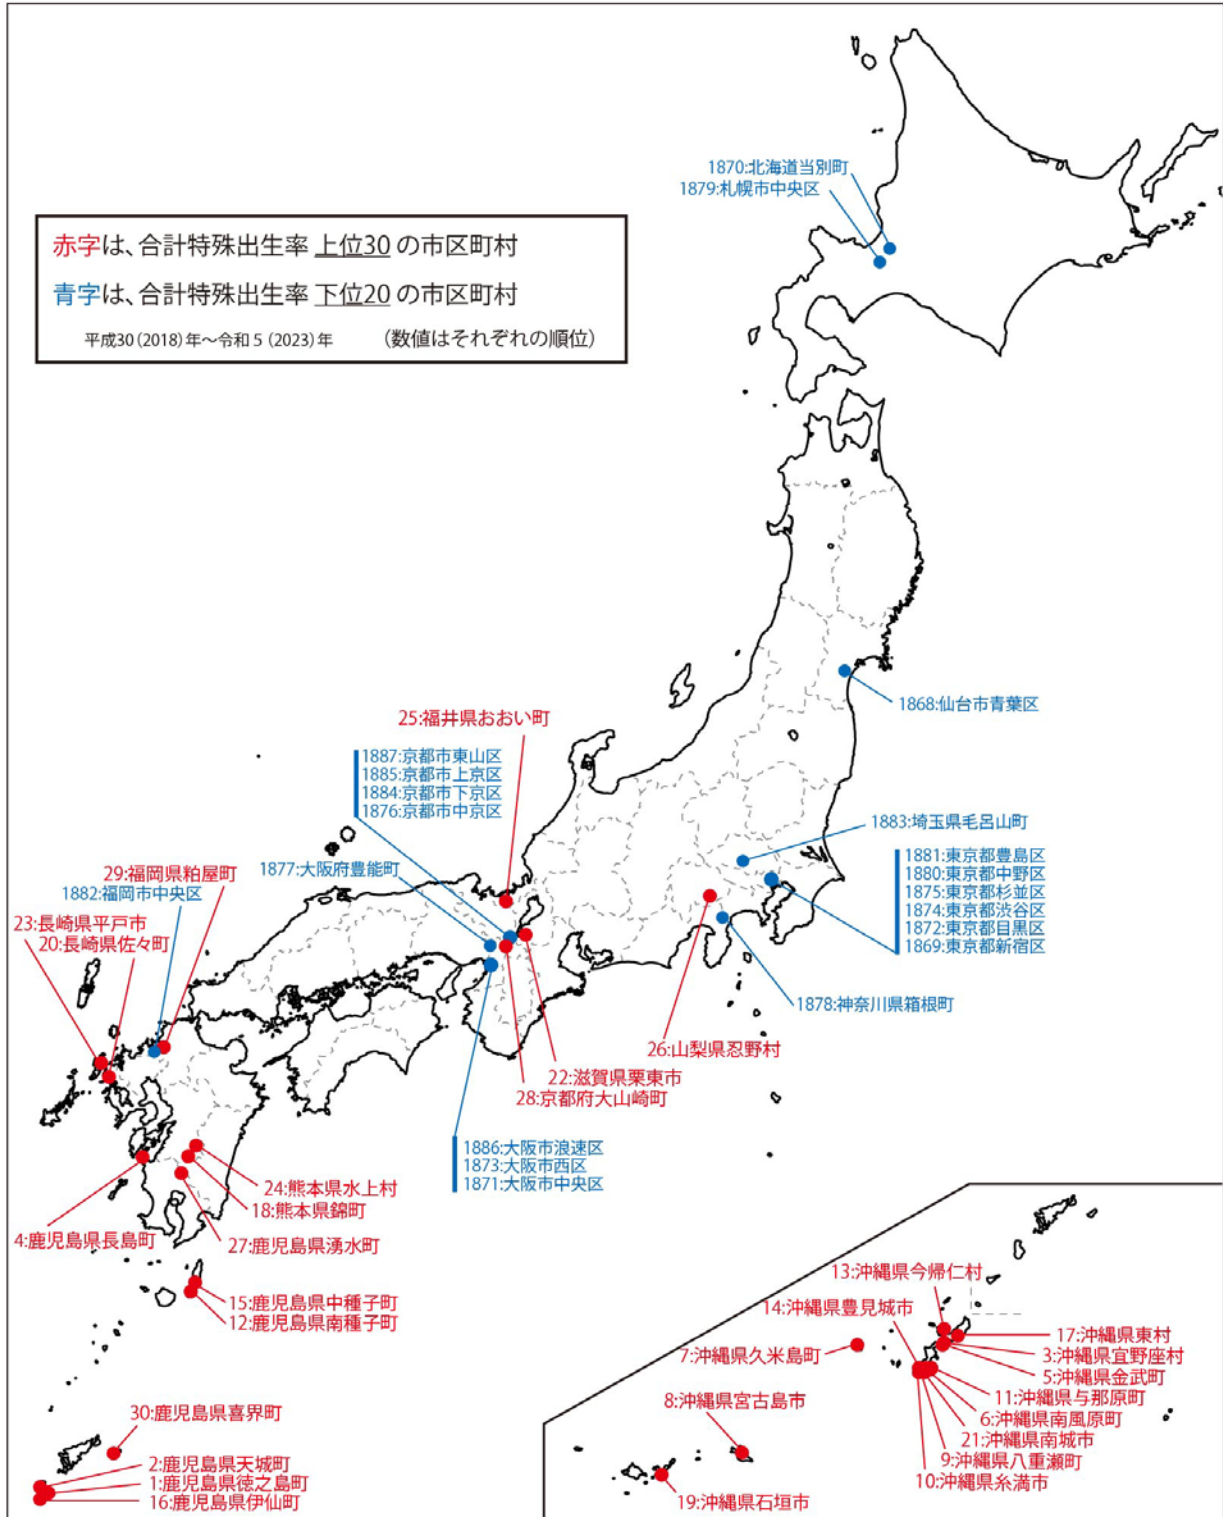 赤字は、合計特殊出生率 上位30 の市区町村
青字は、合計特殊出生率 下位20 の市区町村
平成30(2018)年～令和5(2023)年 (数値はそれぞれの順位)
1870:北海道当別町
1879:札幌市中央区
1868:仙台市青葉区
25:福井県おおい町
1887:京都市東山区
1885:京都市上京区
1884:京都市下京区
1876:京都市中京区
1877:大阪府豊能町
1883:埼玉県毛呂山町
1881:東京都豊島区
1880:東京都中野区
1875:東京都杉並区
1874:東京都渋谷区
1872:東京都目黒区
1869:東京都新宿区
1878:神奈川県箱根町
29:福岡県粕屋町
1882:福岡市中央区
23:長崎県平戸市
20:長崎県佐々町
26:山梨県忍野村
22:滋賀県栗東市
28:京都府大山崎町
1886:大阪市浪速区
1873:大阪市西区
1871:大阪市中央区
24:熊本県水上村
18:熊本県錦町
4:鹿児島県長島町
27:鹿児島県湧水町
15:鹿児島県中種子町
12:鹿児島県南種子町
30:鹿児島県喜界町
2:鹿児島県天城町
1:鹿児島県徳之島町
16:鹿児島県伊仙町
13:沖縄県今帰仁村
14:沖縄県豊見城市
7:沖縄県久米島町
8:沖縄県宮古島市
19:沖縄県石垣市
17:沖縄県東村
3:沖縄県宜野座村
5:沖縄県金武町
11:沖縄県与那原町
6:沖縄県南風原町
21:沖縄県南城市
9:沖縄県八重瀬町
10:沖縄県糸満市